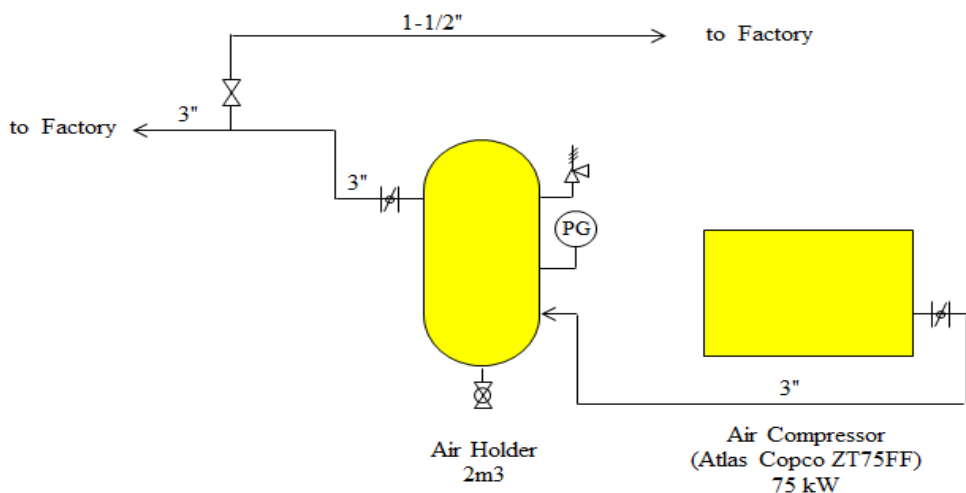 1-1/2"
to Factory
3"
to Factory
3"
PG
3"
Air Holder
2m3
Air Compressor
(Atlas Copco ZT75FF)
75 kW